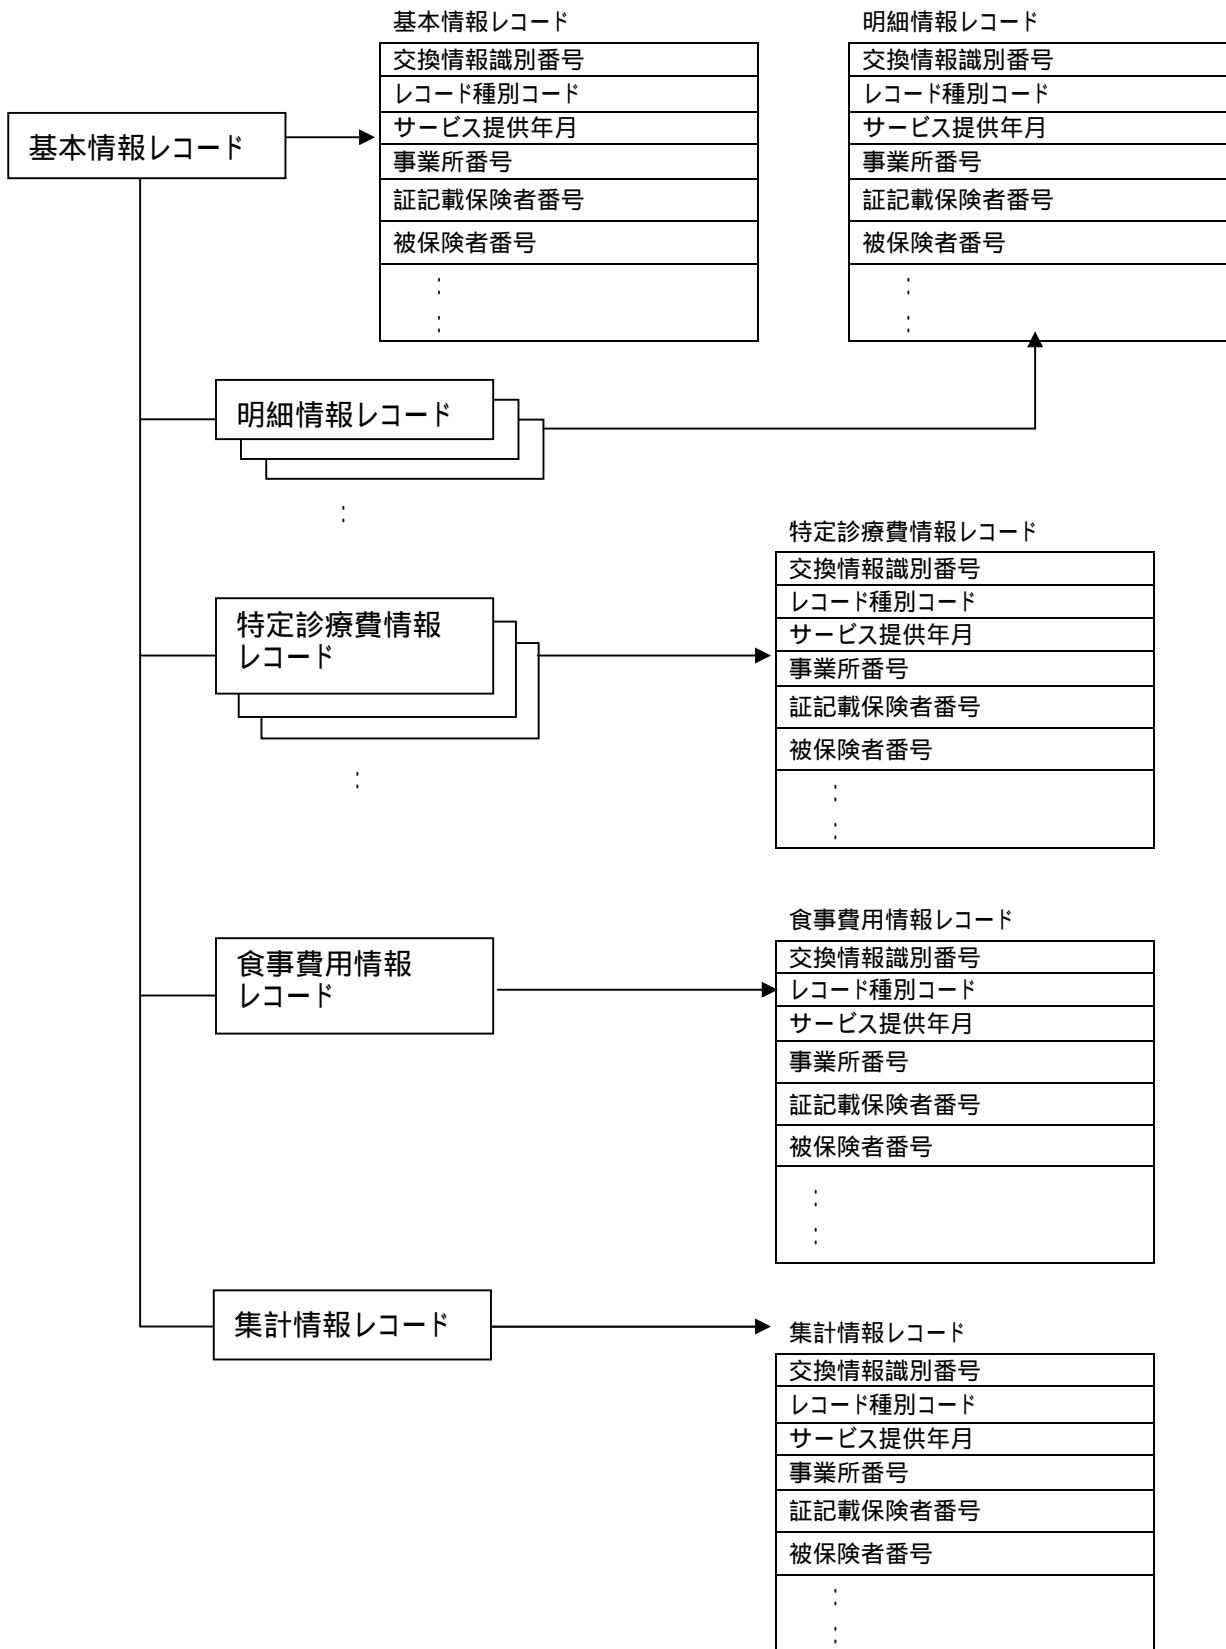 基本情報レコード
交換情報識別番号
レコード種別コード
サービス提供年月
事業所番号
証記載保険者番号
被保険者番号
:
:
明細情報レコード
交換情報識別番号
レコード種別コード
サービス提供年月
事業所番号
証記載保険者番号
被保険者番号
:
:
基本情報レコード
明細情報レコード
:
特定診療費情報
レコード
:
特定診療費情報レコード
交換情報識別番号
レコード種別コード
サービス提供年月
事業所番号
証記載保険者番号
被保険者番号
:
:
食事費用情報
レコード
食事費用情報レコード
交換情報識別番号
レコード種別コード
サービス提供年月
事業所番号
証記載保険者番号
被保険者番号
:
:
集計情報レコード
集計情報レコード
交換情報識別番号
レコード種別コード
サービス提供年月
事業所番号
証記載保険者番号
被保険者番号
:
: